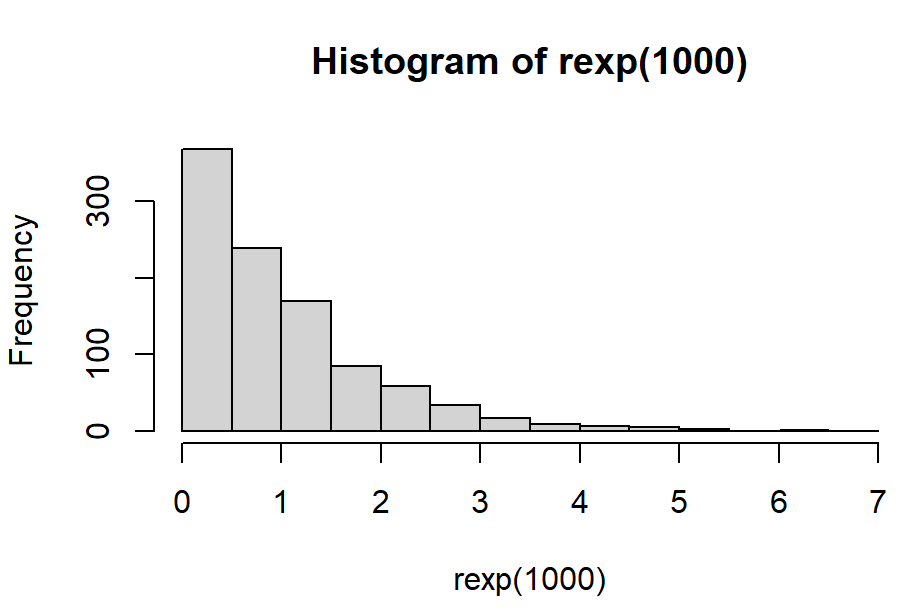 Histogram of rexp(1000)
Frequency
300
100
0
0 1 2 3 4 5 6 7
rexp(1000)